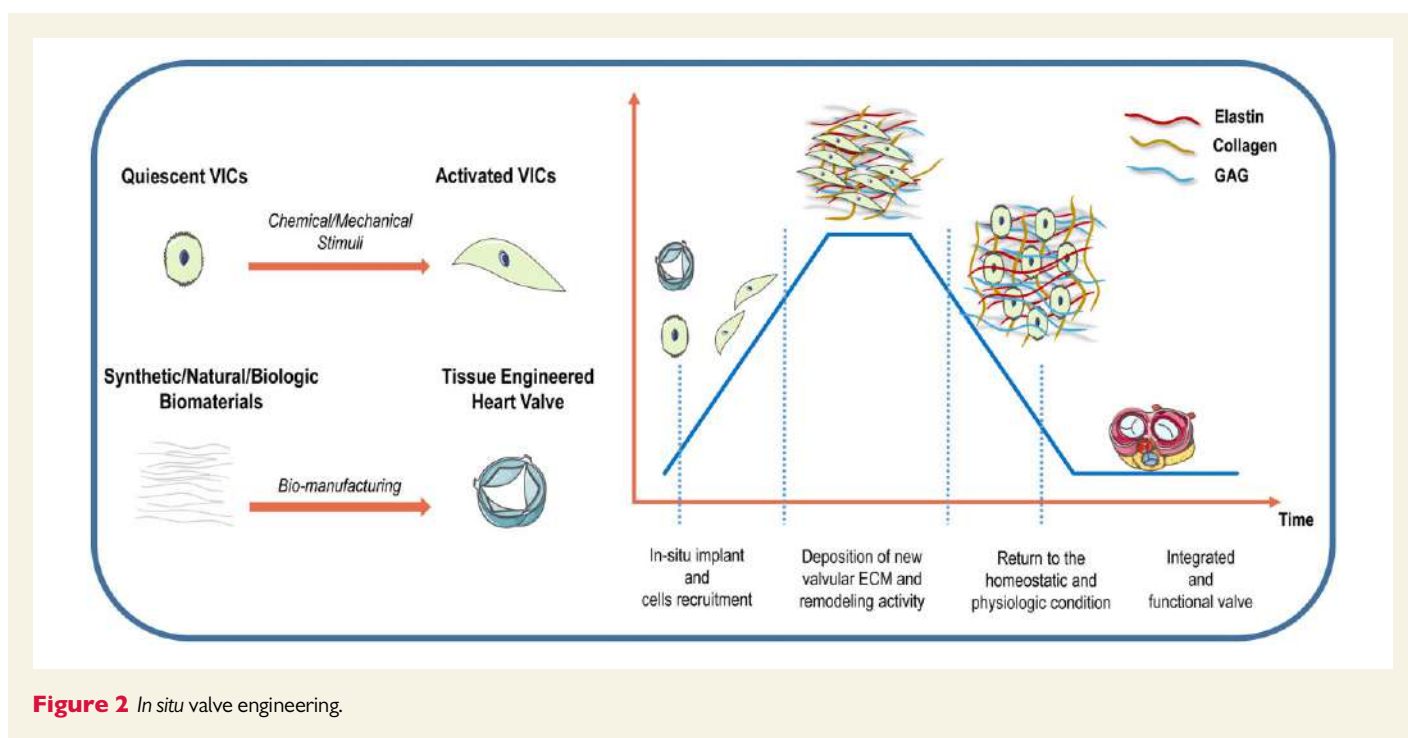 Quiescent VICs
Chemical/Mechanical
Stimuli
Activated VICs
Synthetic/Natural/Biologic
Biomaterials
Bio-manufacturing
Tissue Engineered
Heart Valve
Elastin
Collagen
GAG
Time
In-situ implant
and
cells recruitment
Deposition of new
valvular ECM and
remodeling activity
Return to the
homeostatic and
physiologic condition
Integrated
and
functional valve
Figure 2 In situ valve engineering.